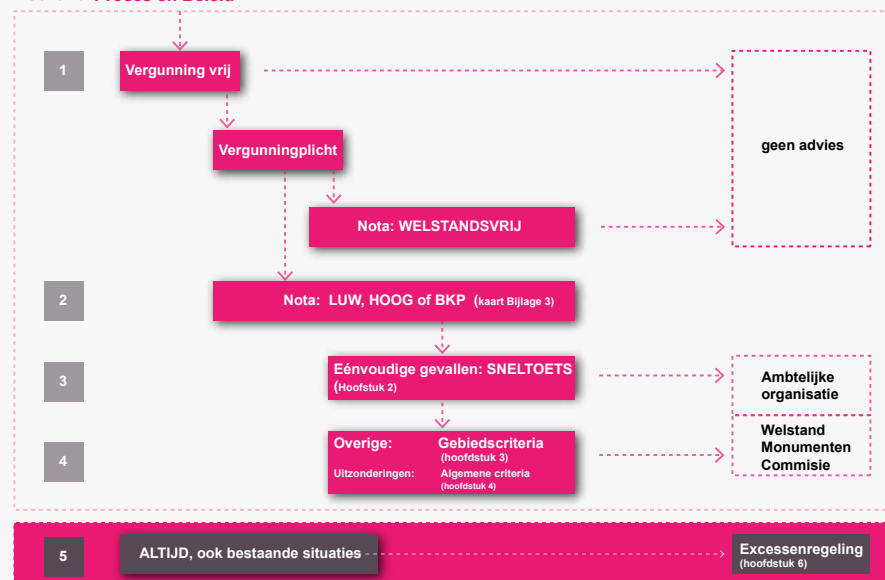 1
Vergunning vrij
Vergunningplicht
geen advies
Nota: WELSTANDSVRIJ
2
Nota: LUW, HOOG of BKP (kaart Bijlage 3)
3
Eénvoudige gevallen: SNELTOETS
(Hoofstuk 2)
Ambtelijke
organisatie
4
Overige: Gebiedscriteria
(hoofdstuk 3)
Uitzonderingen: Algemene criteria
(hoofdstuk 4)
Welstand
Monumenten
Commisie
5
ALTIJD, ook bestaande situaties
Excessenregeling
(hoofdstuk 6)